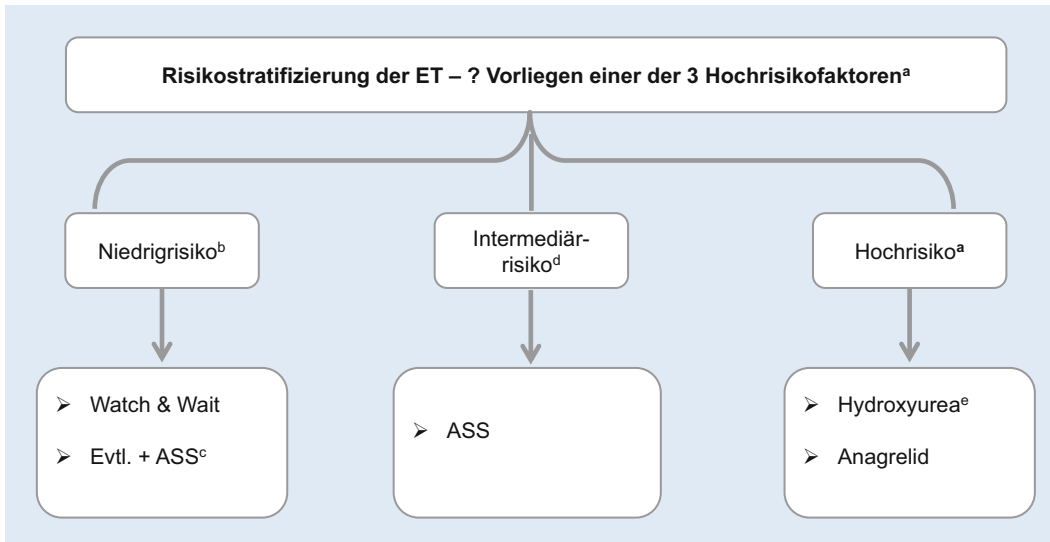 Risikostratifizierung der ET – ? Vorliegen einer der 3 Hochrisikofaktorenᵃ
Niedrigrisikoᵇ
Intermediär-
risikoᵈ
Hochrisikoᵃ
➢ Watch & Wait
➢ Evtl. + ASSᶜ
➢ ASS
➢ Hydroxyureaᵉ
➢ Anagrelid